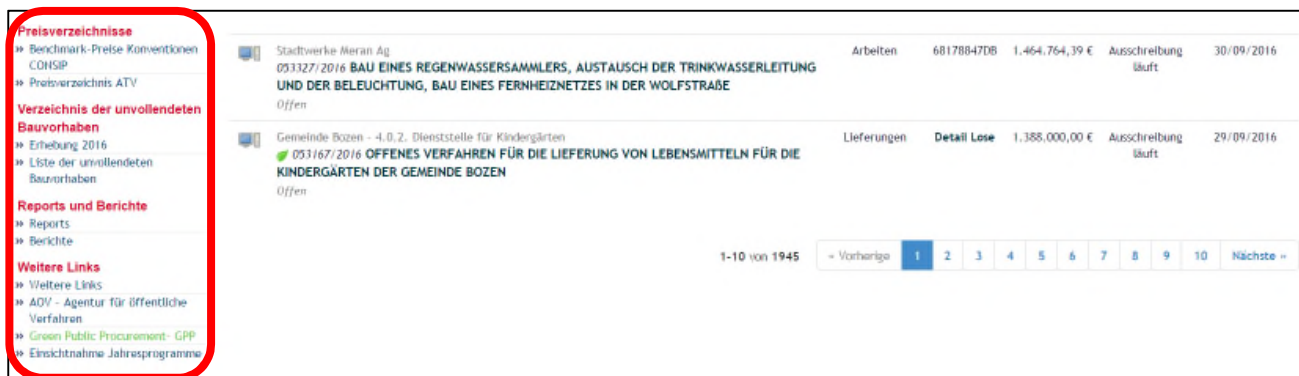 Preisverzeichnisse
» Benchmark-Preise Konventionen
CONSIP
» Preisverzeichnis ATV
Verzeichnis der unvollendeten
Bauvorhaben
» Erhebung 2016
» Liste der unvollendeten
Bauvorhaben
Reports und Berichte
» Reports
» Berichte
Weitere Links
» Weitere Links
» AOV - Agentur für öffentliche
Verfahren
» Green Public Procurement- GPP
» Einsichtnahme Jahresprogramme
Stadtwerke Meran Ag
053327/2016 BAU EINES REGENWASSERSAMMLERS, AUSTAUSCH DER TRINKWASSERLEITUNG
UND DER BELEUCHTUNG, BAU EINES FERNHEIZNETZES IN DER WOLFSTRAßE
Offen
Arbeiten
68178847DB
1.464.764,39 €
Ausschreibung
läuft
30/09/2016
Gemeinde Bozen - 4.0.2. Dienststelle für Kindergärten
053167/2016 OFFENES VERFAHREN FÜR DIE LIEFERUNG VON LEBENSMITTELN FÜR DIE
KINDERGÄRTEN DER GEMEINDE BOZEN
Offen
Lieferungen
Detail Lose
1.388.000,00 €
Ausschreibung
läuft
29/09/2016
1-10 von 1945 « Vorherige 1 2 3 4 5 6 7 8 9 10 Nächste »